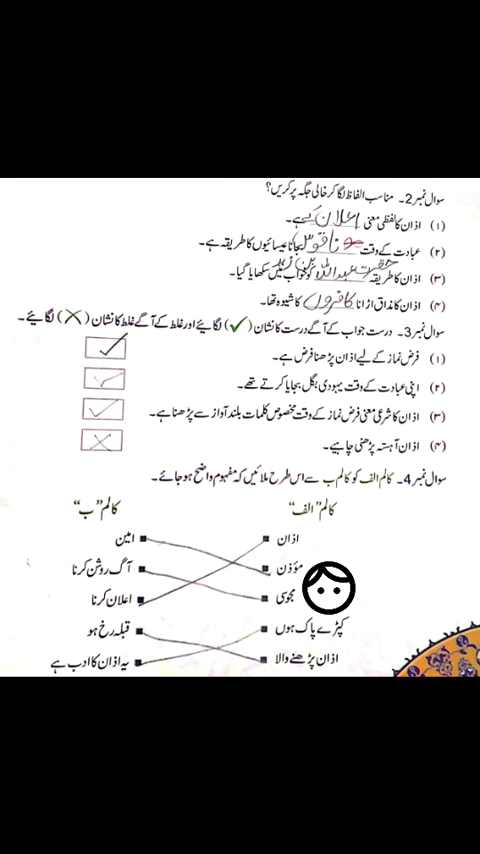 سوال نمبر 2۔ مناسب الفاظ لگا کر خالی جگہ پر کریں؟
(۱) اذان کا لفظی معنی اعلان کے ہے۔
(۲) عبادت کے وقت ناقوس بجانا عیسائیوں کا طریقہ ہے۔
(۳) اذان کا طریقہ حضرت عبداللہ بن زید کو خواب میں سکھایا گیا۔
(۴) اذان کا مذاق اڑانا کافروں کا شیوہ تھا۔
سوال نمبر 3۔ درست جواب کے آگے درست کا نشان (✓) لگائیے اور غلط کے آگے غلط کا نشان (✗) لگائیے۔
(۱) فرض نماز کے لیے اذان پڑھنا فرض ہے۔ ✓
(۲) اپنی عبادت کے وقت یہودی بگل بجایا کرتے تھے۔ ✓
(۳) اذان کا شرعی معنی فرض نماز کے وقت مخصوص کلمات بلند آواز سے پڑھنا ہے۔ ✓
(۴) اذان آہستہ پڑھنی چاہیے۔ ✗
سوال نمبر 4۔ کالم الف کو کالم ب سے اس طرح ملائیں کہ مفہوم واضح ہو جائے۔
کالم "الف" کالم "ب"
اذان امین
مؤذن آگ روشن کرنا
مجوسی اعلان کرنا
کپڑے پاک ہوں قبلہ رخ ہو
اذان پڑھنے والا یہ اذان کا ادب ہے